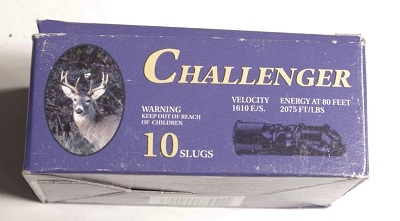 CHALLENGER
WARNING
KEEP OUT OF REACH
OF CHILDREN
VELOCITY
1610 F./S.
ENERGY AT 80 FEET
2075 FT/LBS
10 SLUGS